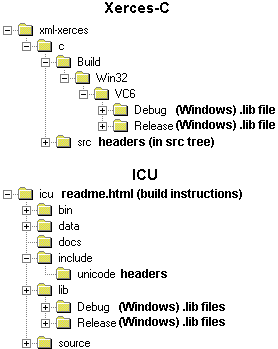 Xerces-C
xml-xerces
c
Build
Win32
VC6
Debug (Windows) .lib file
Release (Windows) .lib file
src headers (in src tree)
ICU
icu readme.html (build instructions)
bin
data
docs
include
unicode headers
lib
Debug (Windows) .lib files
Release (Windows) .lib files
source